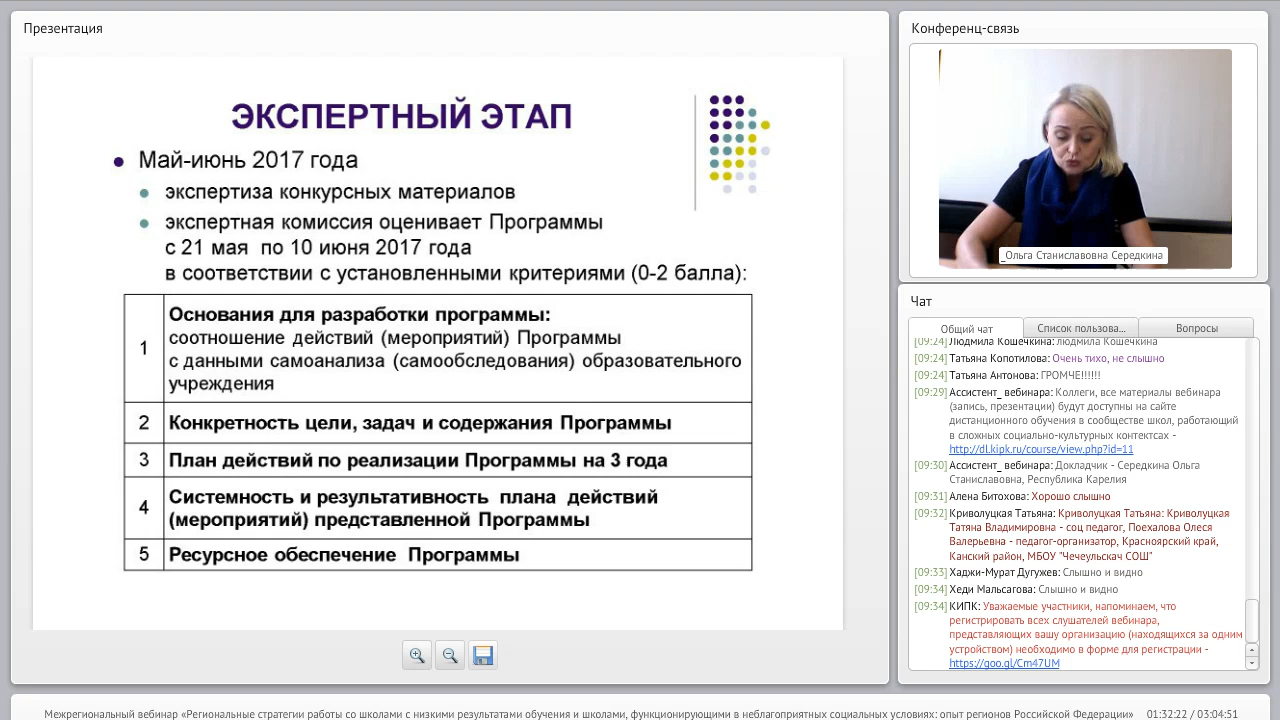 Презентация
ЭКСПЕРТНЫЙ ЭТАП
Май-июнь 2017 года
экспертиза конкурсных материалов
экспертная комиссия оценивает Программы
с 21 мая по 10 июня 2017 года
в соответствии с установленными критериями (0-2 балла):
1
Основания для разработки программы:
соотношение действий (мероприятий) Программы
с данными самоанализа (самообследования) образовательного
учреждения
2 Конкретность цели, задач и содержания Программы
3 План действий по реализации Программы на 3 года
4
Системность и результативность плана действий
(мероприятий) представленной Программы
5 Ресурсное обеспечение Программы
Конференц-связь
_Ольга Станиславовна Середкина
Чат
Общий чат Список пользова... Вопросы
[09:24] Людмила Кошечкина: людмила Кошечкина
[09:24] Татьяна Копотилова: Очень тихо, не слышно
[09:24] Татьяна Антонова: ГРОМЧЕ!!!!!!
[09:29] Ассистент_ вебинара: Коллеги, все материалы вебинара
(запись, презентации) будут доступны на сайте
дистанционного обучения в сообществе школ, работающий
в сложных социально-культурных контектсах -
http://dl.kipk.ru/course/view.php?id=11
[09:30] Ассистент_ вебинара: Докладчик - Середкина Ольга
Станиславовна, Республика Карелия
[09:31] Алена Битохова: Хорошо слышно
[09:32] Криволуцкая Татьяна: Криволуцкая Татьяна: Криволуцкая
Татяна Владимировна - соц педагог, Поехалова Олеся
Валерьевна - педагог-организатор, Красноярский край,
Канский район, МБОУ "Чечеульскач СОШ"
[09:33] Хаджи-Мурат Дугужев: Слышно и видно
[09:34] Хеди Мальсагова: Слышно и видно
[09:34] КИПК: Уважаемые участники, напоминаем, что
регистрировать всех слушателей вебинара,
представляющих вашу организацию (находящихся за одним
устройством) необходимо в форме для регистрации -
https://goo.gl/Cm47UM
Межрегиональный вебинар «Региональные стратегии работы со школами с низкими результатами обучения и школами, функционирующими в неблагоприятных социальных условиях: опыт регионов Российской Федерации» 01:32:22 / 03:04:51